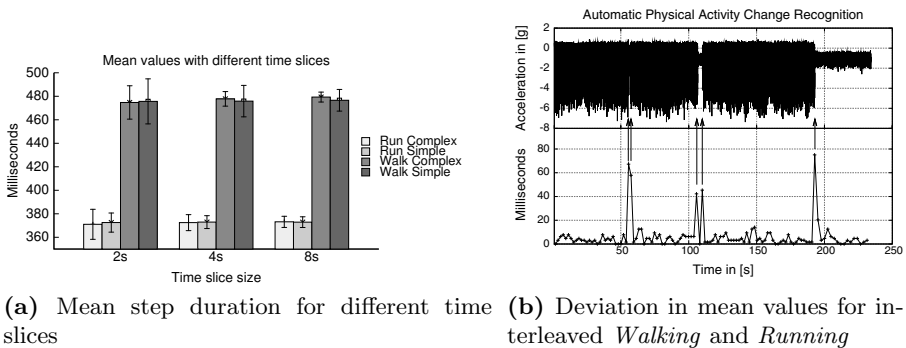 Mean values with different time slices
Milliseconds
500
480
460
440
420
400
380
360
2s
4s
8s
Time slice size
Run Complex
Run Simple
Walk Complex
Walk Simple
Automatic Physical Activity Change Recognition
Acceleration in [g]
2
0
-2
-4
-6
-8
Milliseconds
80
60
40
20
0
50
100
150
200
250
Time in [s]
(a) Mean step duration for different time
slices
(b) Deviation in mean values for in-
terleaved Walking and Running